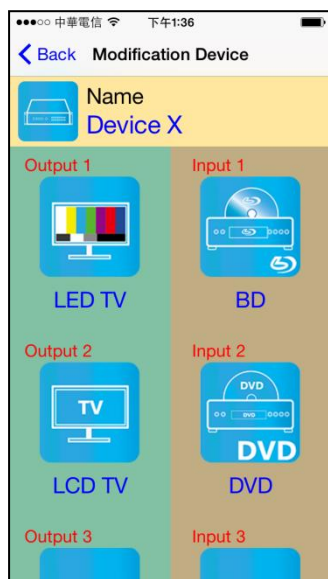 中華電信 下午1:36
Back Modification Device
Name
Device X
Output 1 Input 1
LED TV BD
Output 2 Input 2
TV DVD
DVD
LCD TV DVD
Output 3 Input 3